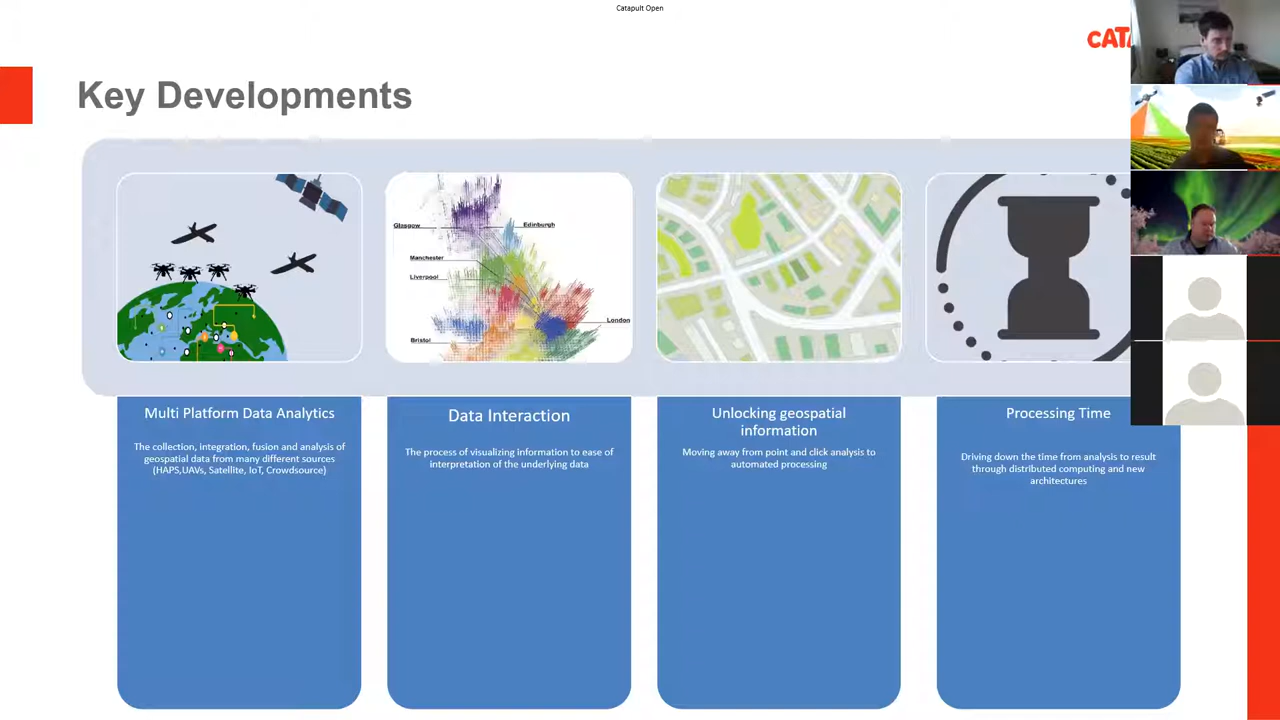 Catapult Open
CAT
Key Developments
Glasgow
Edinburgh
Manchester
Liverpool
London
Bristol
Multi Platform Data Analytics
The collection, integration, fusion and analysis of
geospatial data from many different sources
(HAPS,UAVs, Satellite, IoT, Crowdsource)
Data Interaction
The process of visualizing information to ease of
interpretation of the underlying data
Unlocking geospatial
information
Moving away from point and click analysis to
automated processing
Processing Time
Driving down the time from analysis to result
through distributed computing and new
architectures